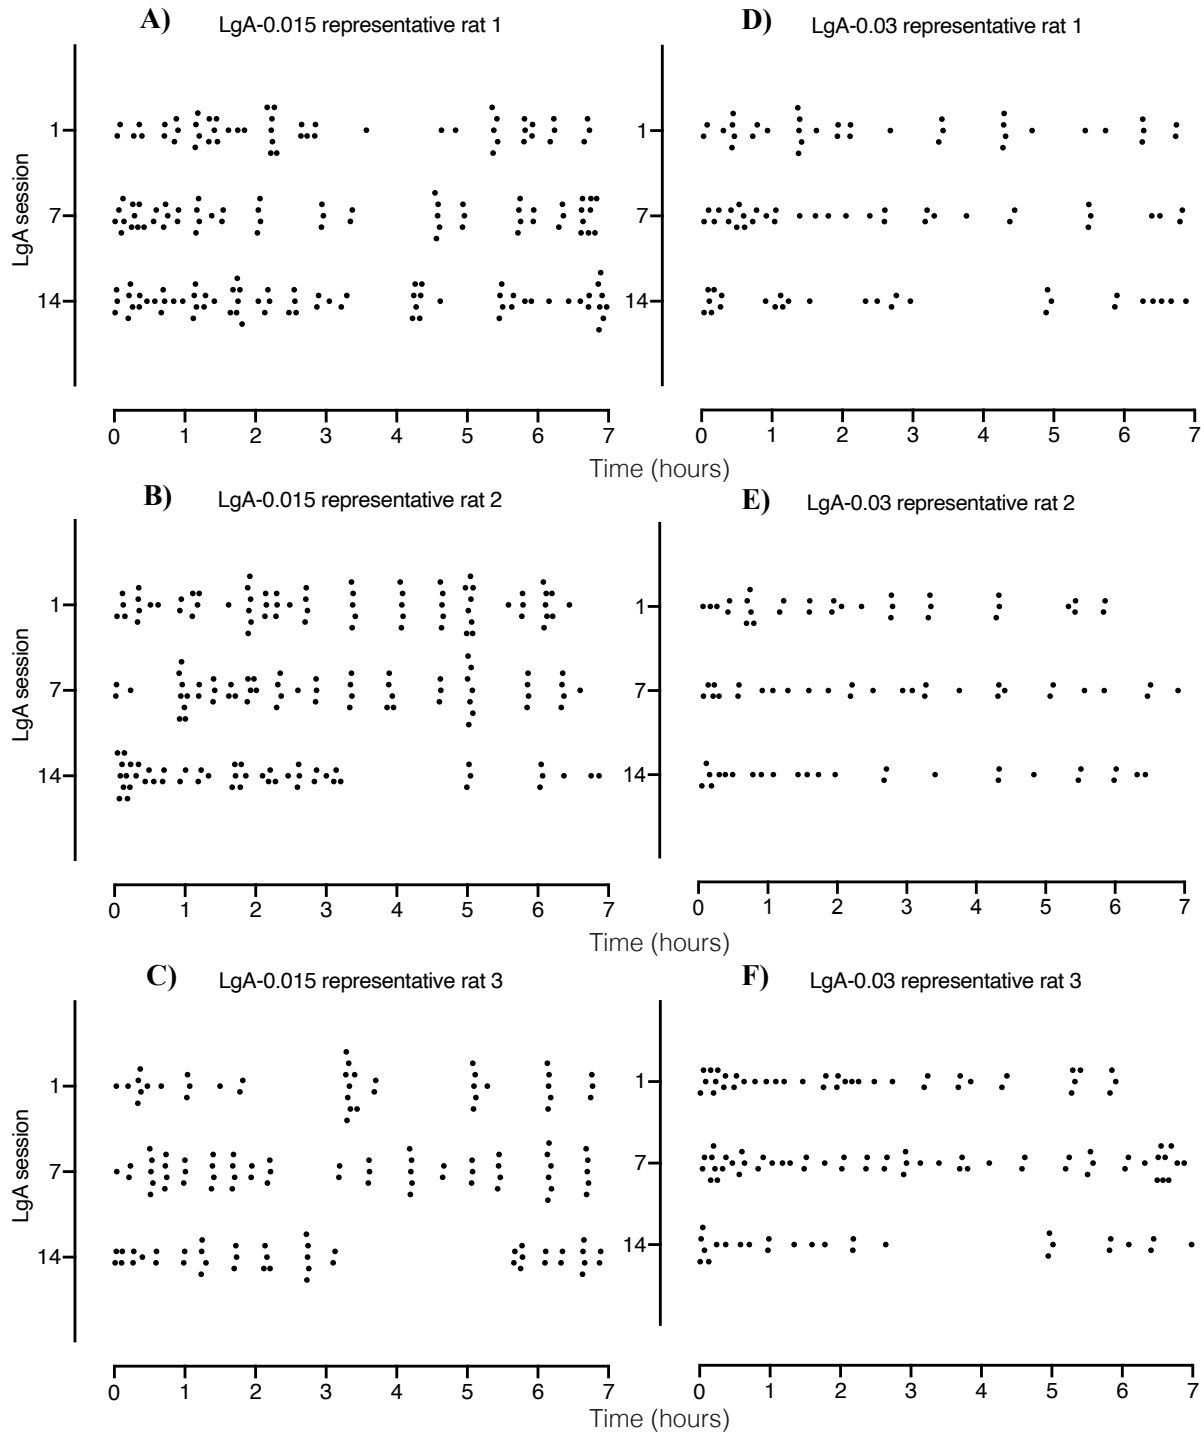 A) LgA-0.015 representative rat 1
LgA session
1
7
14
0 1 2 3 4 5 6 7
Time (hours)
D) LgA-0.03 representative rat 1
1
7
14
0 1 2 3 4 5 6 7
B) LgA-0.015 representative rat 2
LgA session
1
7
14
0 1 2 3 4 5 6 7
Time (hours)
E) LgA-0.03 representative rat 2
1
7
14
0 1 2 3 4 5 6 7
C) LgA-0.015 representative rat 3
LgA session
1
7
14
0 1 2 3 4 5 6 7
Time (hours)
F) LgA-0.03 representative rat 3
1
7
14
0 1 2 3 4 5 6 7